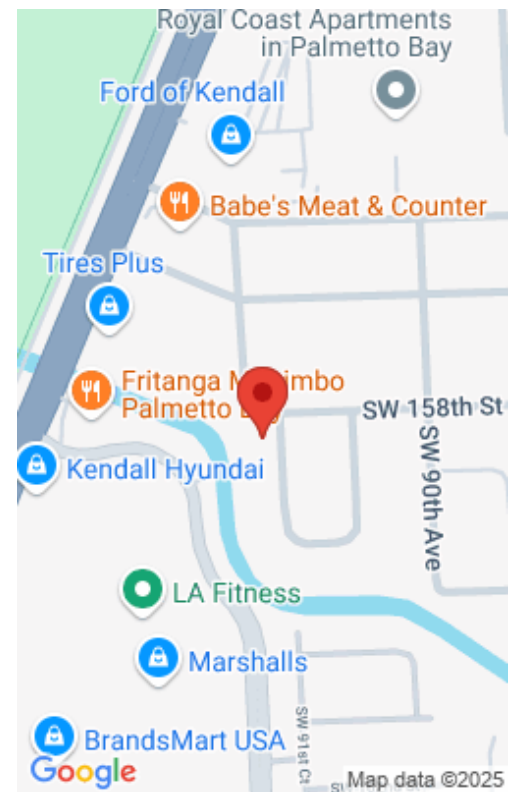 Royal Coast Apartments
in Palmetto Bay
Ford of Kendall
Babe's Meat & Counter
Tires Plus
Fritanga
Palmetto
SW 158th St
SW 90th Ave
Kendall Hyundai
LA Fitness
Marshalls
SW 91st Ct
BrandsMart USA
Google
Map data ©2025